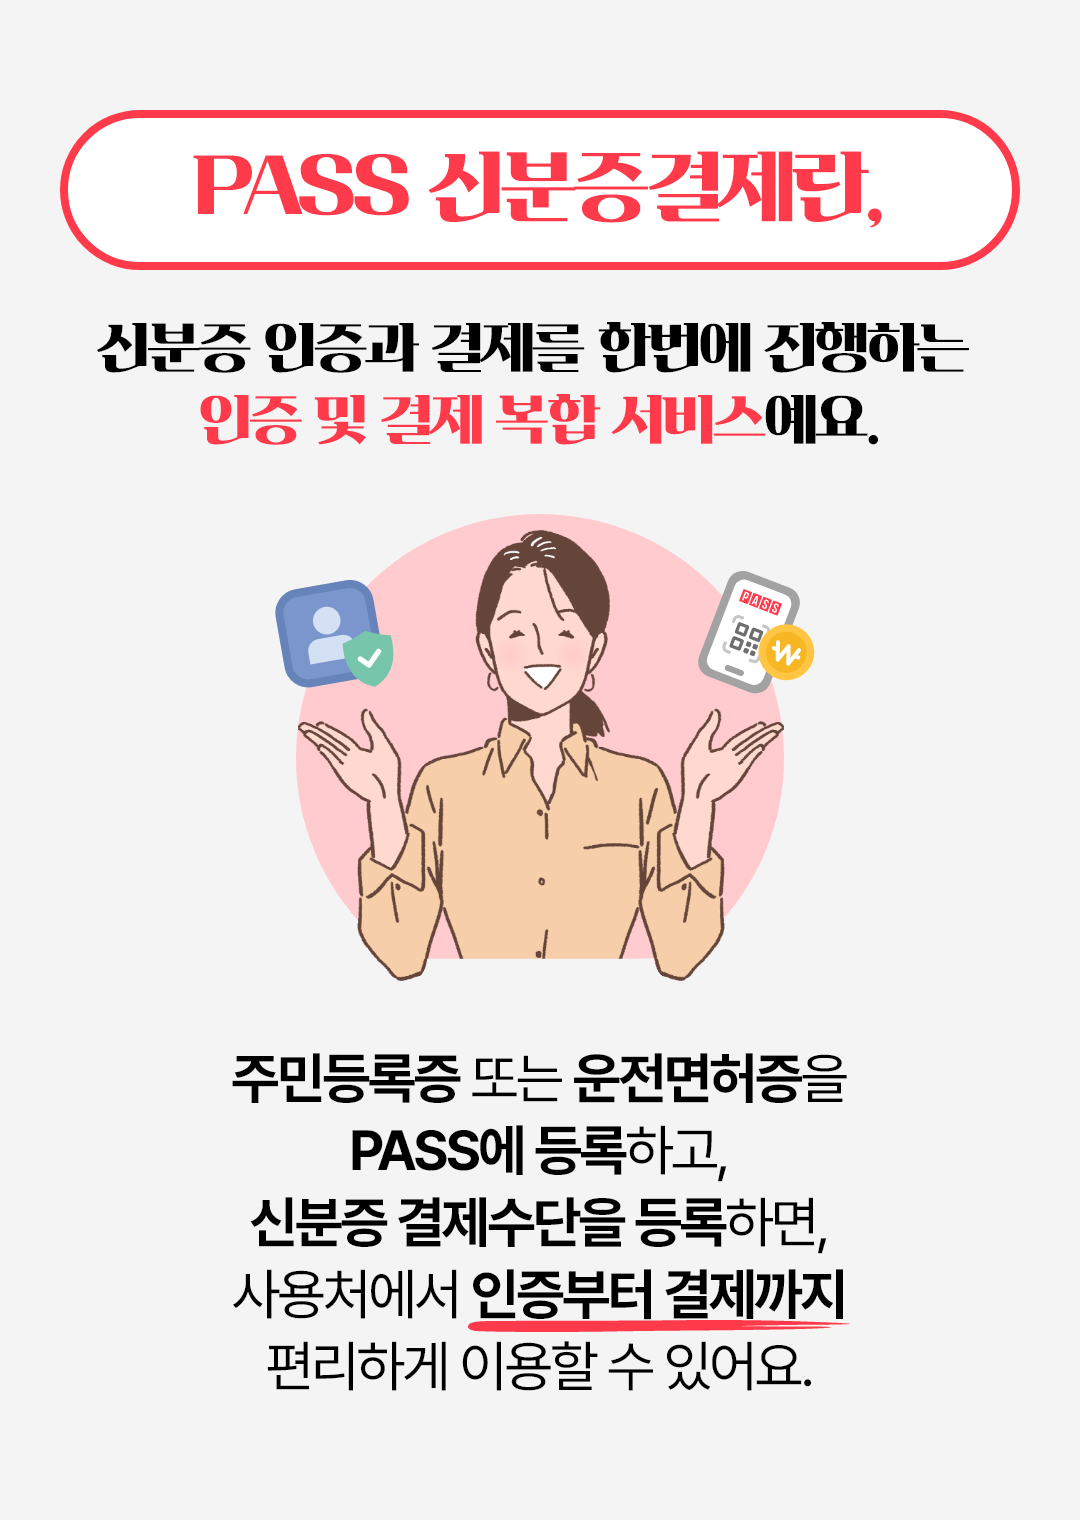 PASS 신분증결제란,
신분증 인증과 결제를 한번에 진행하는
인증 및 결제 복합 서비스예요.
PASS
₩
주민등록증 또는 운전면허증을
PASS에 등록하고,
신분증 결제수단을 등록하면,
사용처에서 인증부터 결제까지
편리하게 이용할 수 있어요.